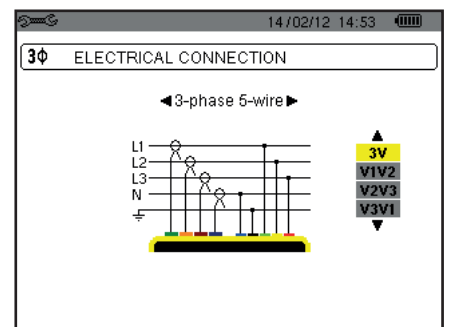 14/02/12 14:53
3Φ ELECTRICAL CONNECTION
◄3-phase 5-wire►
L1
L2
L3
N
3V
V1V2
V2V3
V3V1